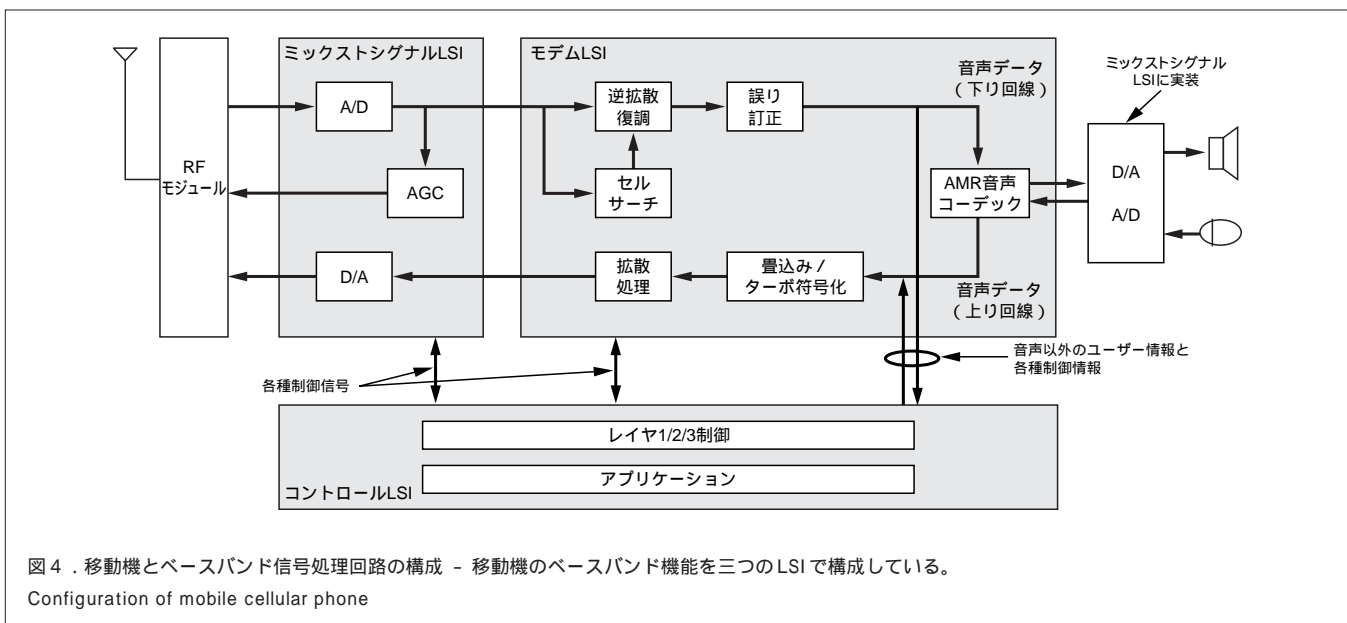 ミックストシグナルLSI
モデムLSI
音声データ
（下り回線）
ミックストシグナル
LSIに実装
A/D
逆拡散
復調
誤り
訂正
RF
モジュール
AGC
セル
サーチ
AMR音声
コーデック
D/A
A/D
D/A
拡散
処理
畳込み /
ターボ符号化
音声データ
（上り回線）
各種制御信号
音声以外のユーザー情報と
各種制御情報
レイヤ1/2/3制御
アプリケーション
コントロールLSI
図4．移動機とベースバンド信号処理回路の構成 － 移動機のベースバンド機能を三つのLSIで構成している。
Configuration of mobile cellular phone